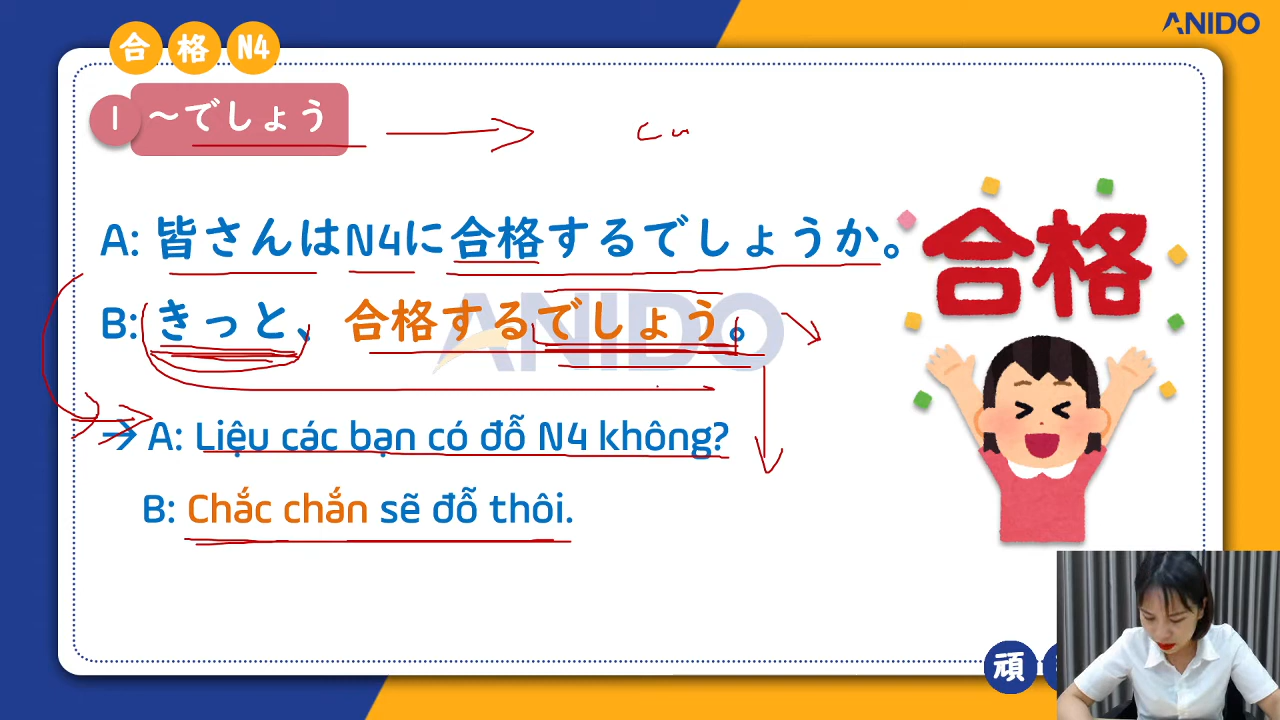 ANIDO
合格N4
1 ～でしょう
A: 皆さんはN4に合格するでしょうか。
合格
B: きっと、合格するでしょう。
ANIDO
→ A: Liệu các bạn có đỗ N4 không?
B: Chắc chắn sẽ đỗ thôi.
頑